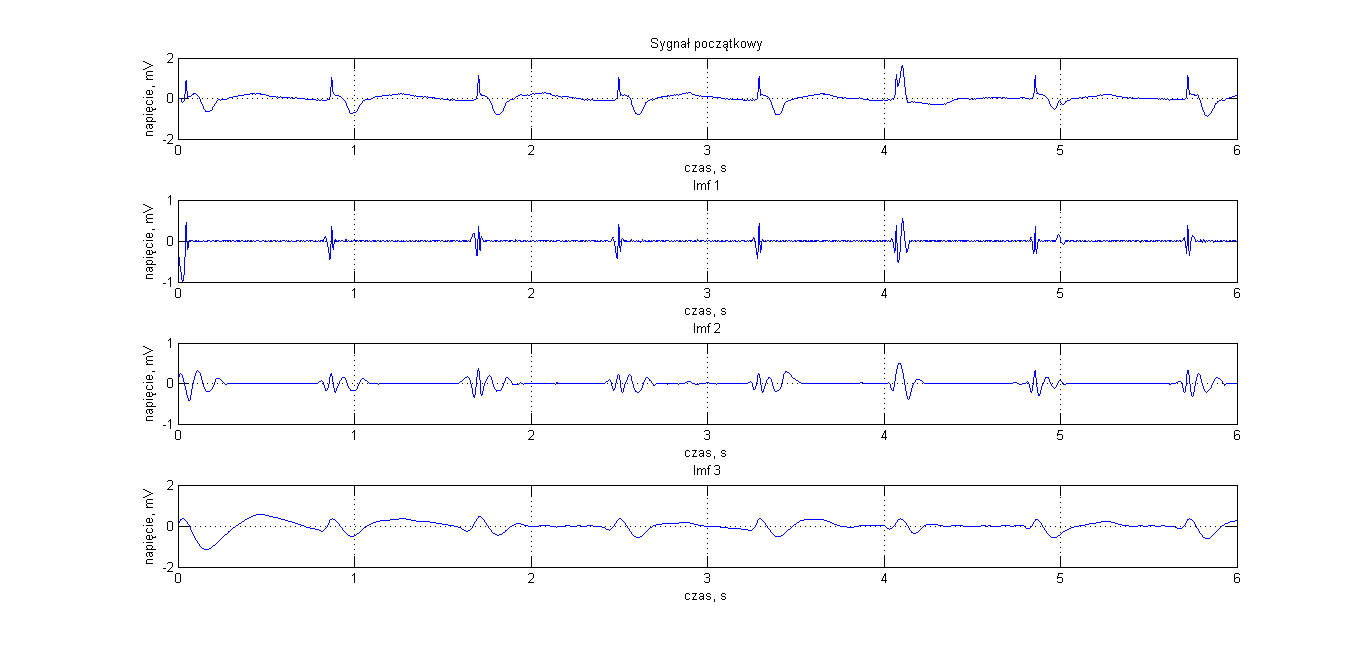 Sygnał początkowy
napięcie, mV
2
0
-2
0 1 2 3 4 5 6
czas, s
Imf 1
napięcie, mV
1
0
-1
0 1 2 3 4 5 6
czas, s
Imf 2
napięcie, mV
1
0
-1
0 1 2 3 4 5 6
czas, s
Imf 3
napięcie, mV
2
0
-2
0 1 2 3 4 5 6
czas, s